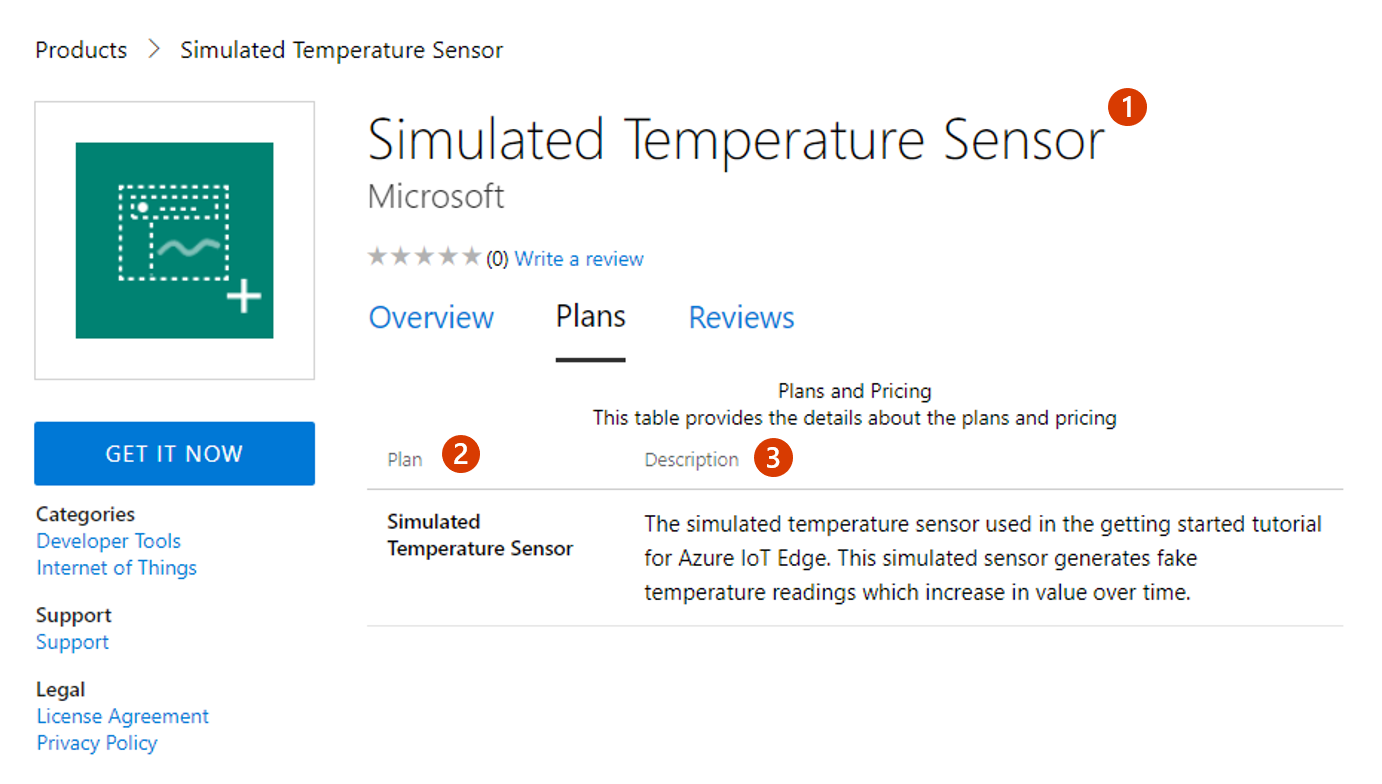 Products > Simulated Temperature Sensor
Simulated Temperature Sensor 1
Microsoft
(0) Write a review
Overview Plans Reviews
Plans and Pricing
This table provides the details about the plans and pricing
Plan 2 Description 3
Simulated
Temperature Sensor
The simulated temperature sensor used in the getting started tutorial
for Azure IoT Edge. This simulated sensor generates fake
temperature readings which increase in value over time.
GET IT NOW
Categories
Developer Tools
Internet of Things
Support
Support
Legal
License Agreement
Privacy Policy